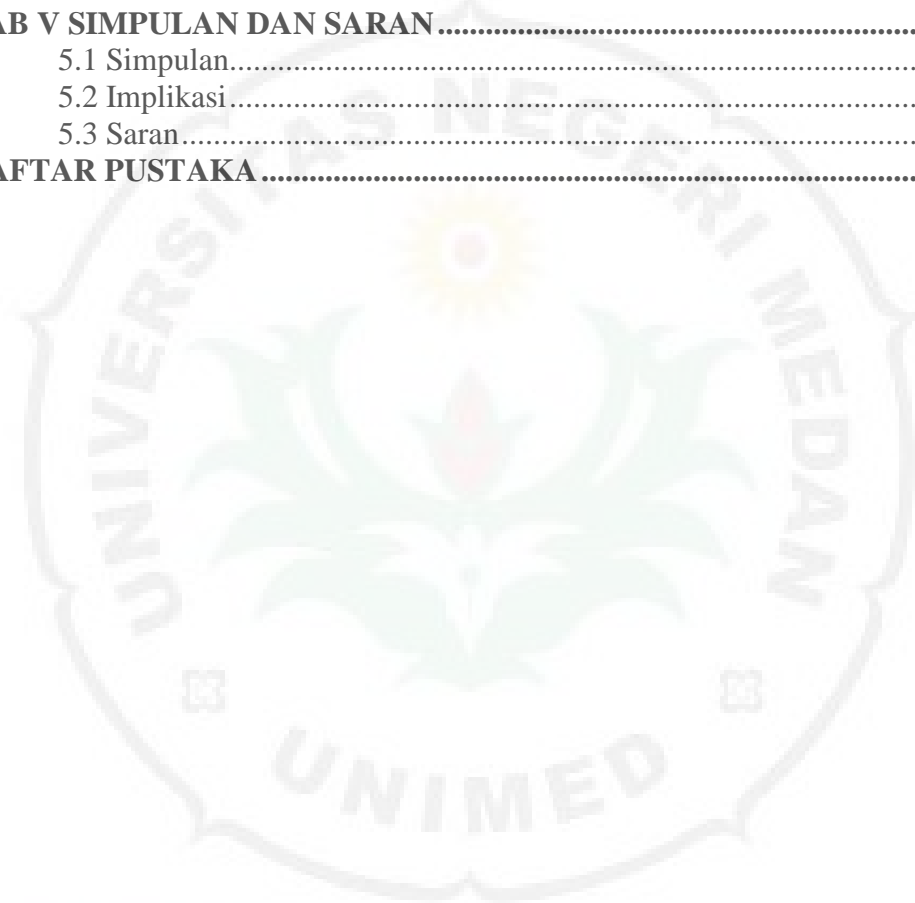 AB V SIMPULAN DAN SARAN........................................................................
5.1 Simpulan.........................................................................................................
5.2 Implikasi.........................................................................................................
5.3 Saran...............................................................................................................
AFTAR PUSTAKA.................................................................................................
UNIVERSITAS NEGERI MEDAN
UNIMED